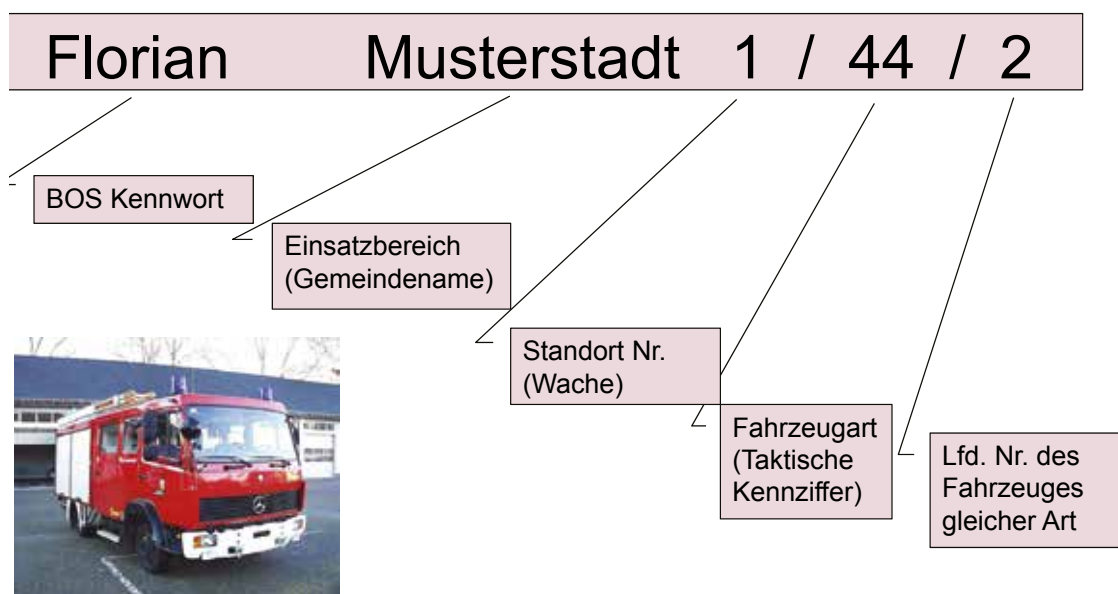 Florian Musterstadt 1 / 44 / 2
BOS Kennwort
Einsatzbereich
(Gemeindename)
Standort Nr.
(Wache)
Fahrzeugart
(Taktische
Kennziffer)
Lfd. Nr. des
Fahrzeuges
gleicher Art